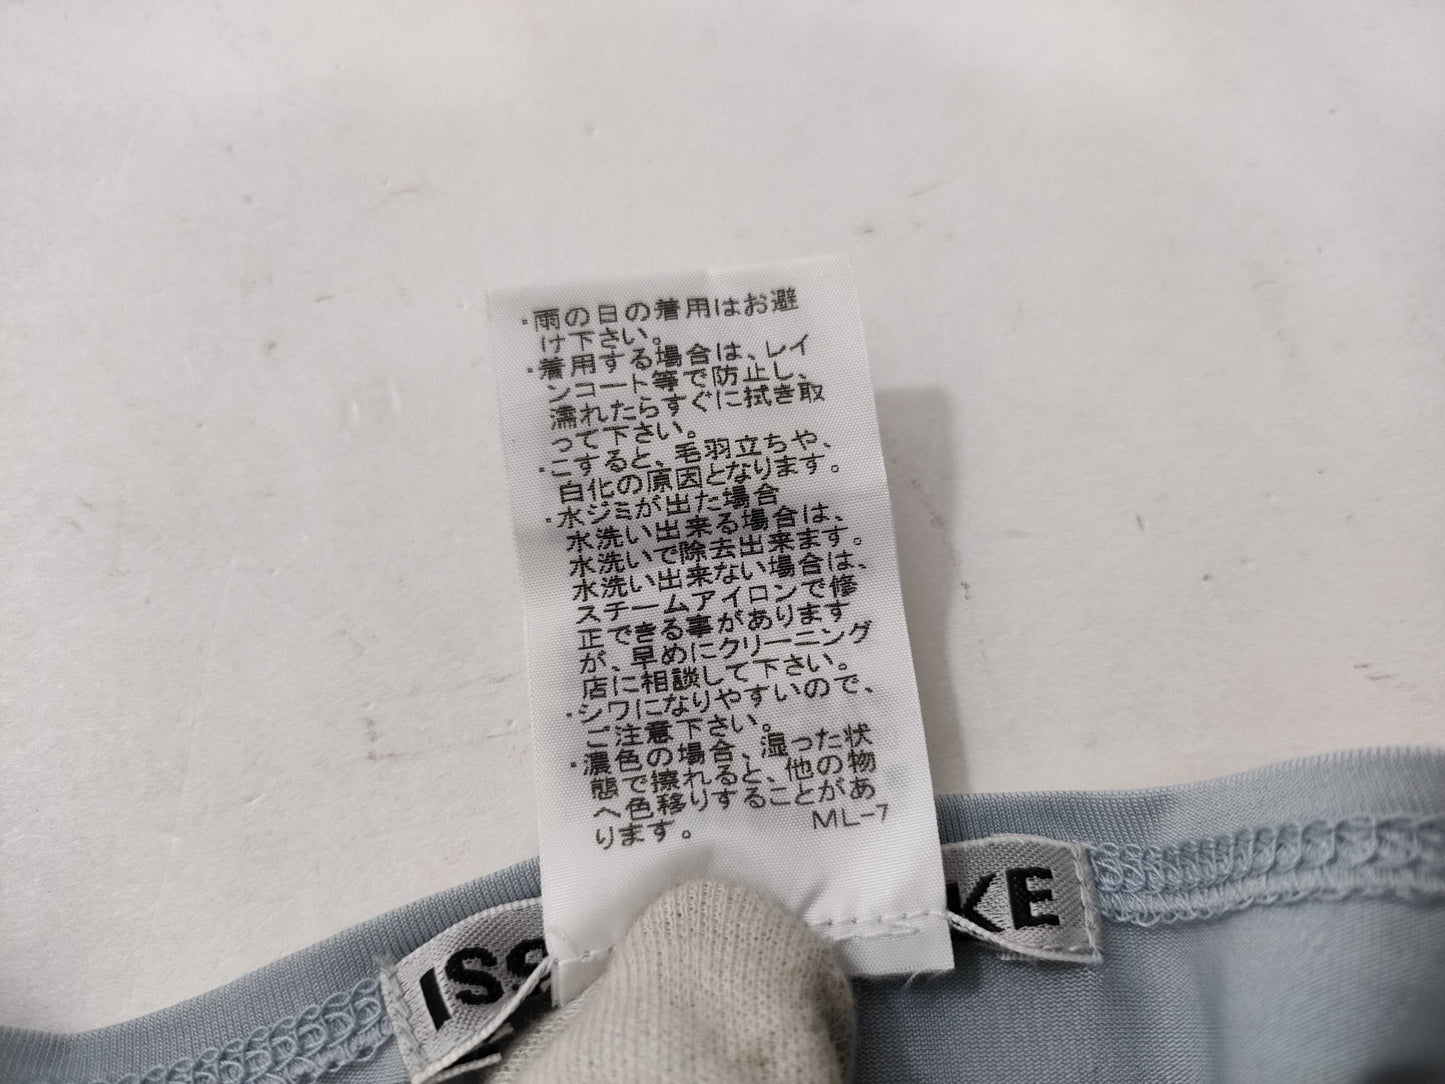 ・雨の日の着用はお避
け下さい。
・着用する場合は、レイ
ンコート等で防止し、
濡れたらすぐに拭き取
って下さい。
・こすると、毛羽立ちや、
白化の原因となります。
・水ジミが出た場合
水洗い出来る場合は、
水洗いで除去出来ます。
水洗い出来ない場合は、
スチームアイロンで修
正できる事があります
が、早めにクリーニング
店に相談して下さい。
・シワになりやすいので、
ご注意下さい。
・濃色の場合、湿った状
態で擦れると、他の物
へ色移りすることがあ
ります。
ML-7
ISS
KE